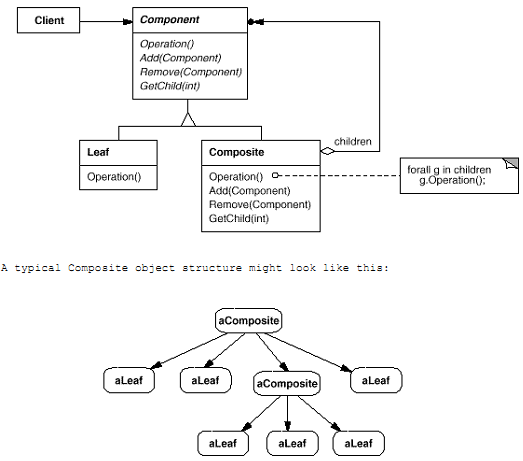 Client
Component
Operation()
Add(Component)
Remove(Component)
GetChild(int)
children
Leaf
Operation()
Composite
Operation()
Add(Component)
Remove(Component)
GetChild(int)
forall g in children
g.Operation();
A typical Composite object structure might look like this:
aComposite
aLeaf
aLeaf
aComposite
aLeaf
aLeaf
aLeaf
aLeaf